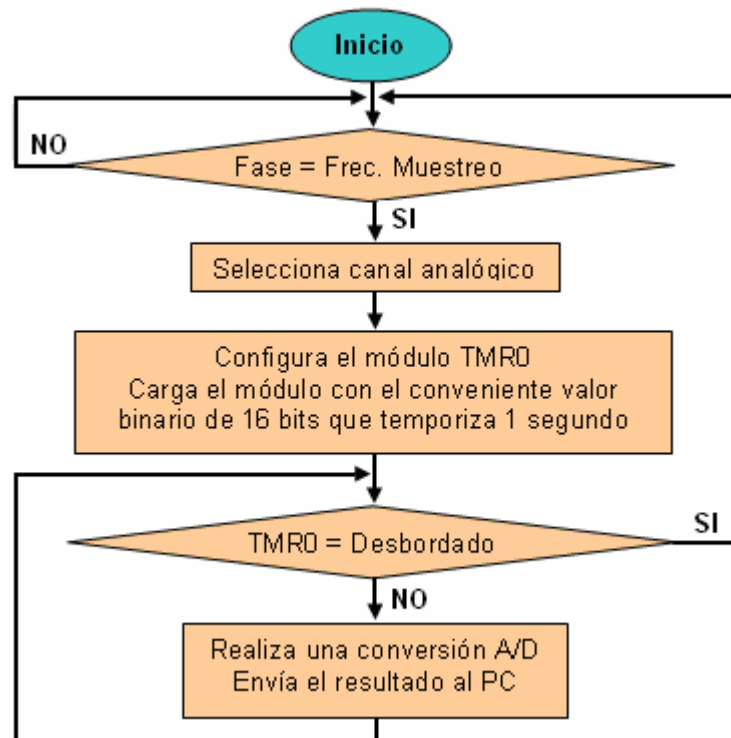 Inicio
NO
Fase = Frec. Muestreo
SI
Selecciona canal analógico
Configura el módulo TMR0
Carga el módulo con el conveniente valor
binario de 16 bits que temporiza 1 segundo
SI
TMR0 = Desbordado
NO
Realiza una conversión A/D
Envía el resultado al PC